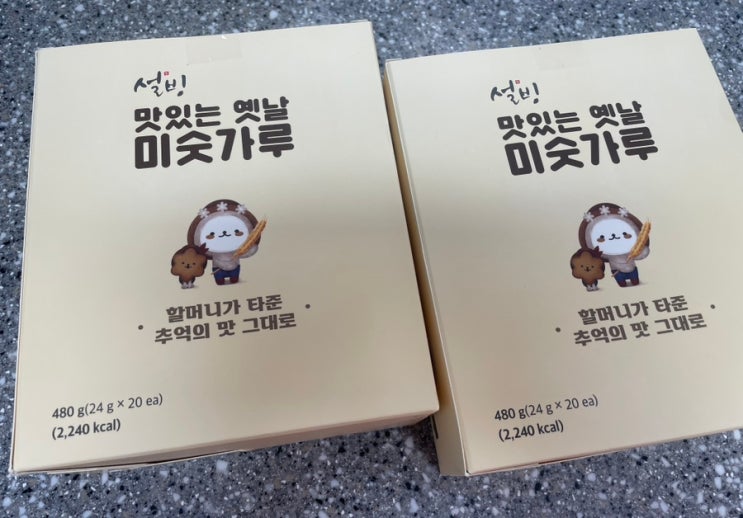 설빙
맛있는 옛날
미숫가루
할머니가 타준
추억의 맛 그대로
480 g(24 g × 20 ea)
(2,240 kcal)
설빙
맛있는 옛날
미숫가루
할머니가 타준
추억의 맛 그대로
480 g(24 g × 20 ea)
(2,240 kcal)